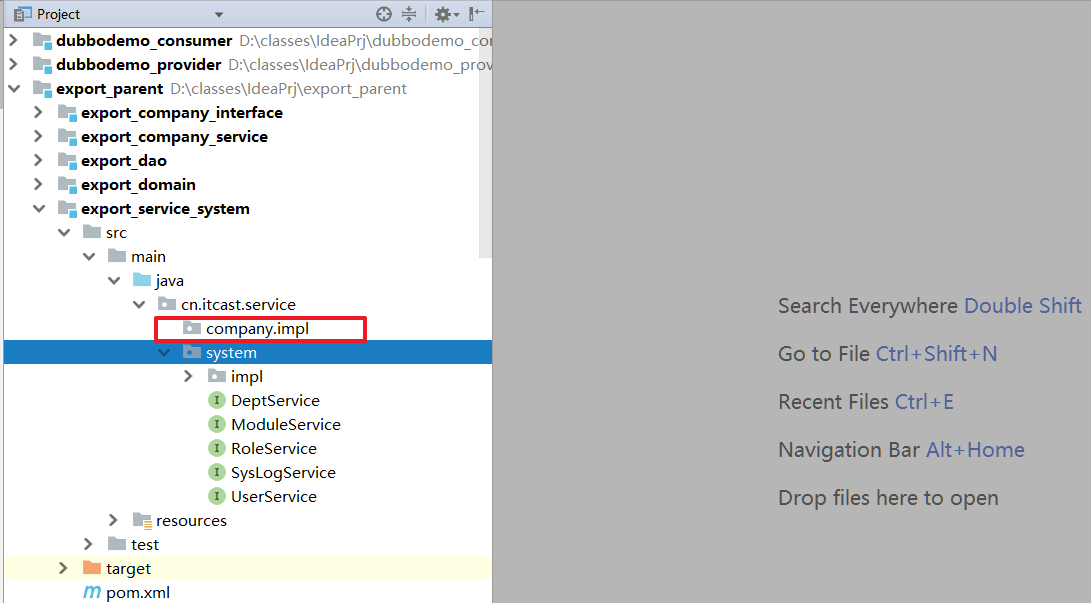 Project
dubbodemo_consumer D:\classes\IdeaPrj\dubbodemo_co
dubbodemo_provider D:\classes\IdeaPrj\dubbodemo_prov
export_parent D:\classes\IdeaPrj\export_parent
export_company_interface
export_company_service
export_dao
export_domain
export_service_system
src
main
java
cn.itcast.service
company.impl
system
impl
I DeptService
I ModuleService
I RoleService
I SysLogService
I UserService
resources
test
target
m pom.xml
Search Everywhere Double Shift
Go to File Ctrl+Shift+N
Recent Files Ctrl+E
Navigation Bar Alt+Home
Drop files here to open